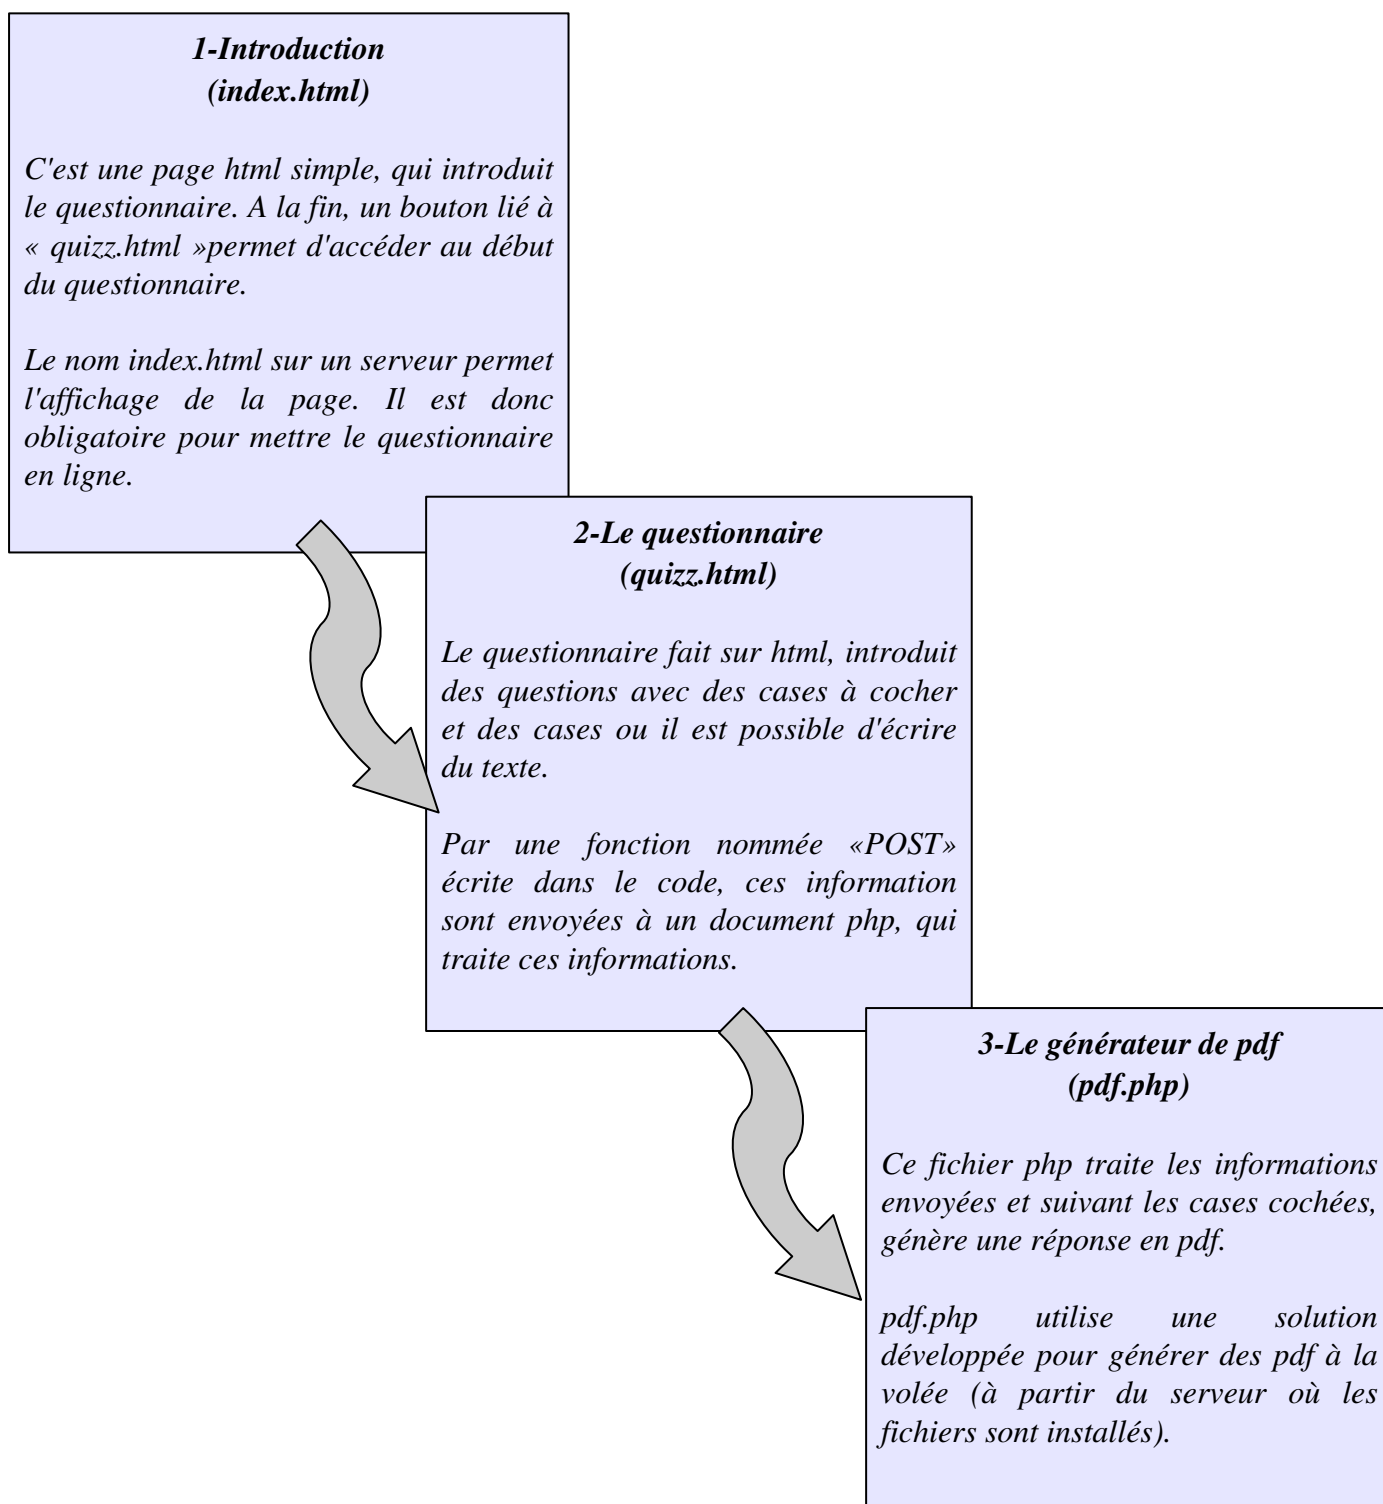 1-Introduction
(index.html)
C'est une page html simple, qui introduit
le questionnaire. A la fin, un bouton lié à
« quizz.html »permet d'accéder au début
du questionnaire.
Le nom index.html sur un serveur permet
l'affichage de la page. Il est donc
obligatoire pour mettre le questionnaire
en ligne.
2-Le questionnaire
(quizz.html)
Le questionnaire fait sur html, introduit
des questions avec des cases à cocher
et des cases ou il est possible d'écrire
du texte.
Par une fonction nommée «POST»
écrite dans le code, ces information
sont envoyées à un document php, qui
traite ces informations.
3-Le générateur de pdf
(pdf.php)
Ce fichier php traite les informations
envoyées et suivant les cases cochées,
génère une réponse en pdf.
pdf.php utilise une solution
développée pour générer des pdf à la
volée (à partir du serveur où les
fichiers sont installés).